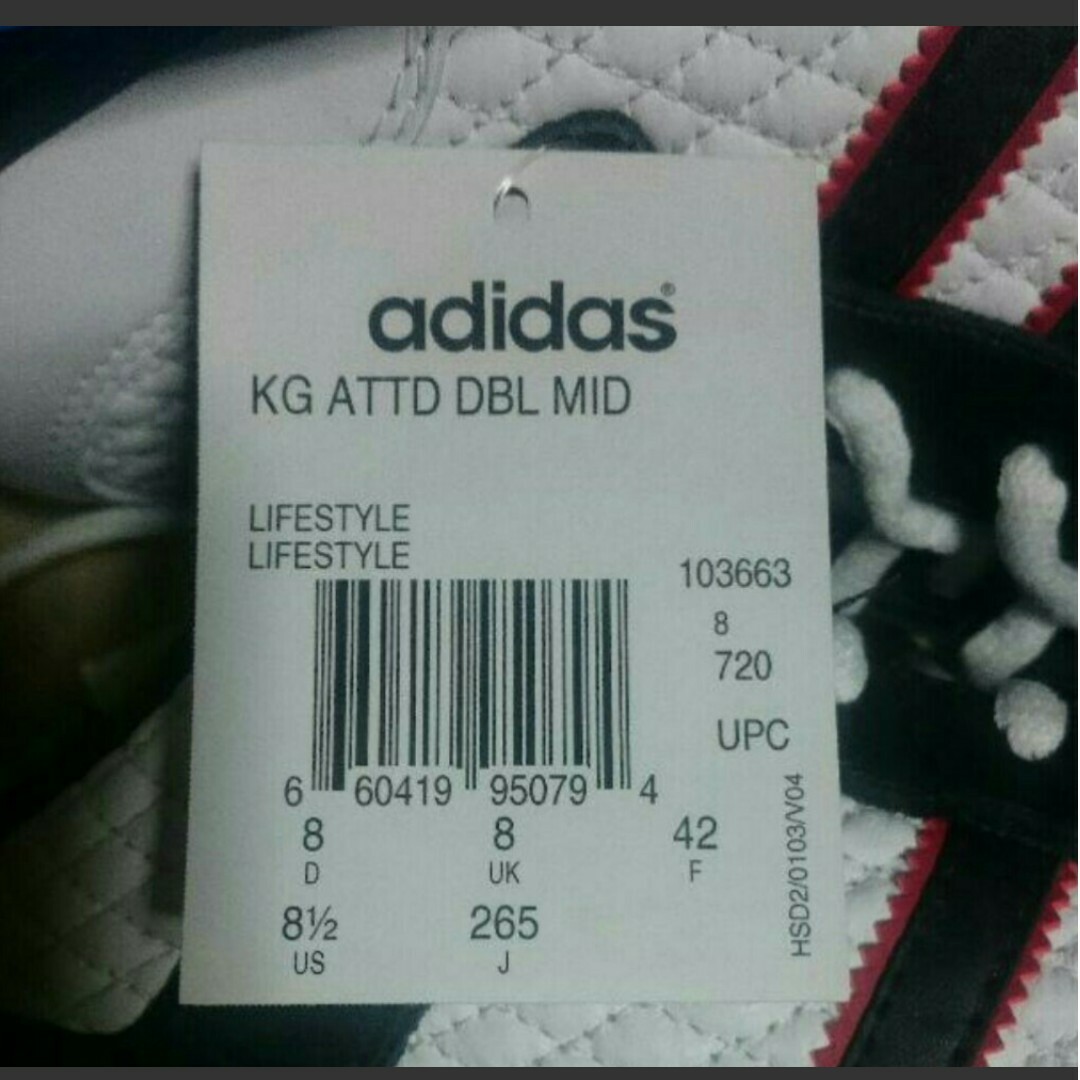 adidas®
KG ATTD DBL MID
LIFESTYLE
LIFESTYLE
103663
8
720
UPC
6 60419 95079 4
8 8 42
D UK F
8½ 265
US J
HSD2/0103/V04